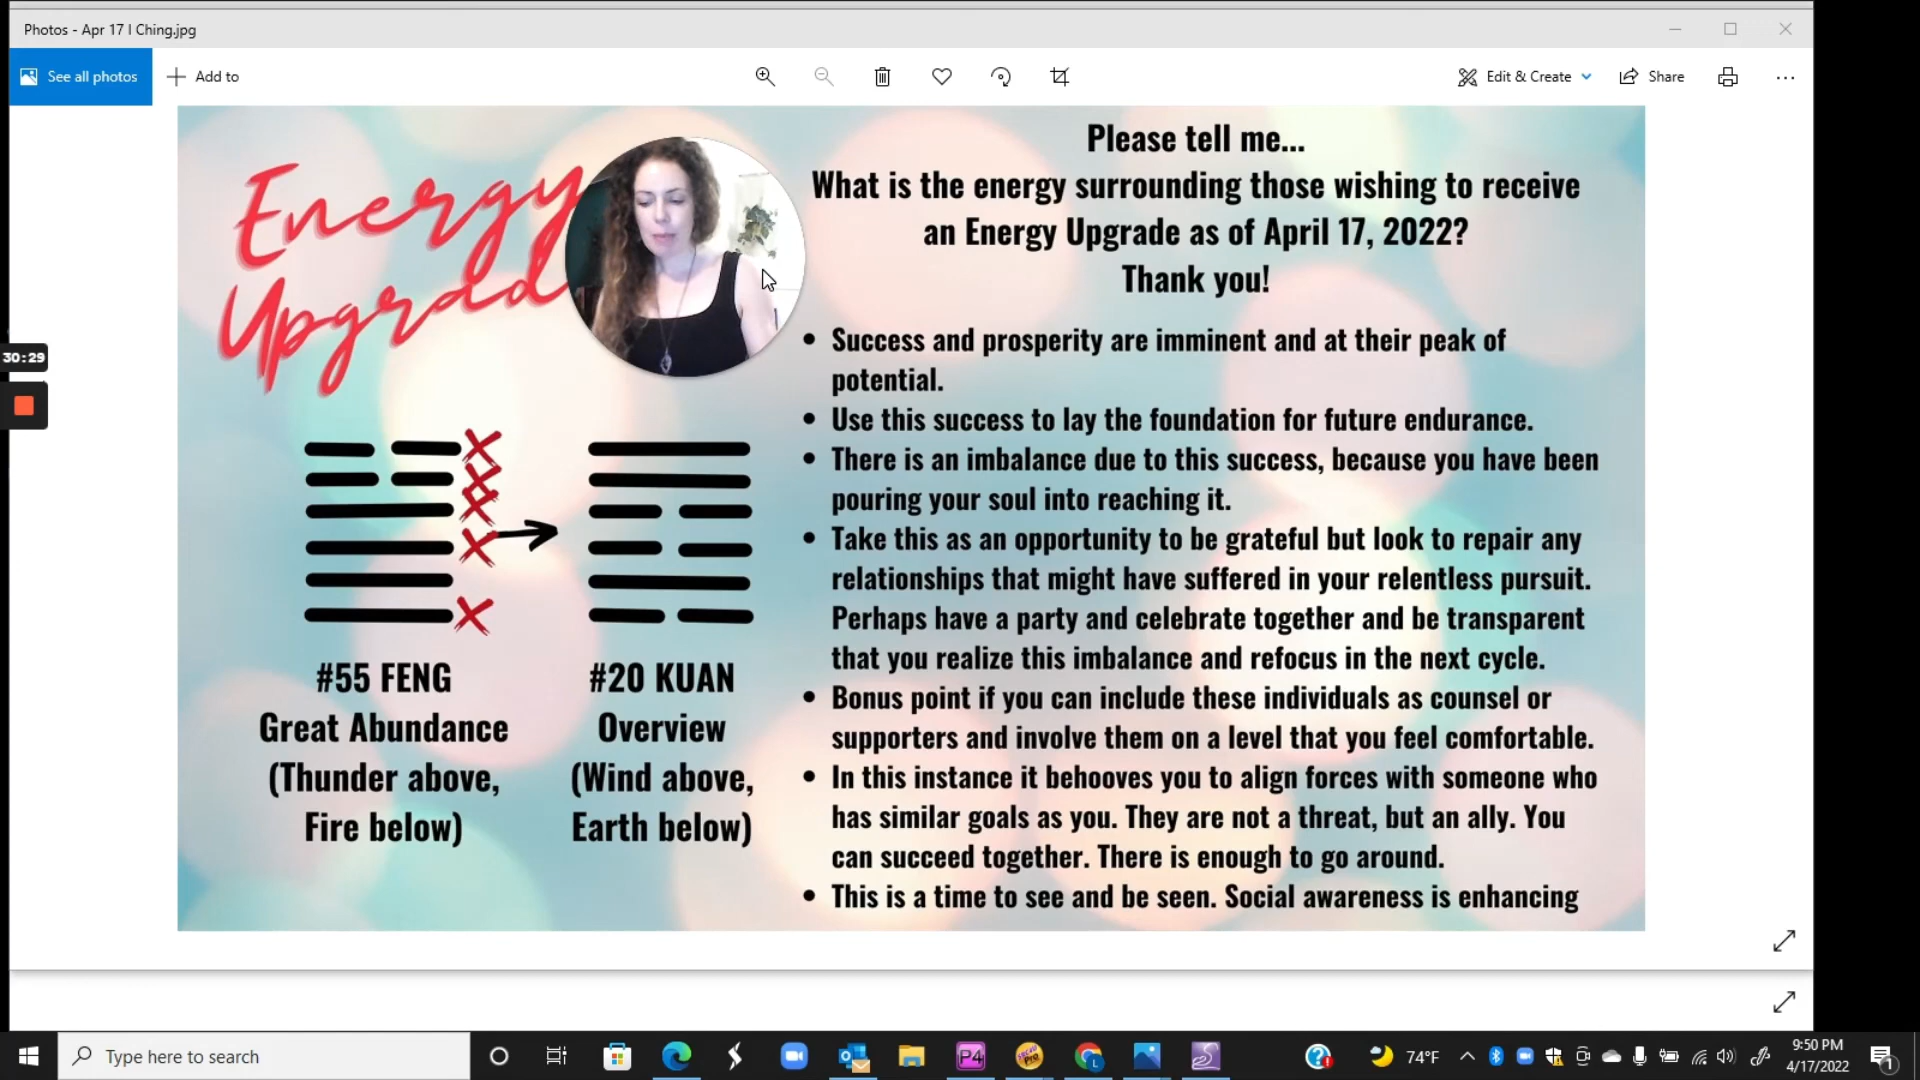 Photos - Apr 17 I Ching.jpg
See all photos
Add to
Edit & Create
Share
Energy
Upgrad
Please tell me...
What is the energy surrounding those wishing to receive
an Energy Upgrade as of April 17, 2022?
Thank you!
• Success and prosperity are imminent and at their peak of
potential.
• Use this success to lay the foundation for future endurance.
• There is an imbalance due to this success, because you have been
pouring your soul into reaching it.
• Take this as an opportunity to be grateful but look to repair any
relationships that might have suffered in your relentless pursuit.
Perhaps have a party and celebrate together and be transparent
that you realize this imbalance and refocus in the next cycle.
• Bonus point if you can include these individuals as counsel or
supporters and involve them on a level that you feel comfortable.
• In this instance it behooves you to align forces with someone who
has similar goals as you. They are not a threat, but an ally. You
can succeed together. There is enough to go around.
• This is a time to see and be seen. Social awareness is enhancing
30:29
#55 FENG
Great Abundance
(Thunder above,
Fire below)
#20 KUAN
Overview
(Wind above,
Earth below)
Type here to search
P4
L
74°F
9:50 PM
4/17/2022
1